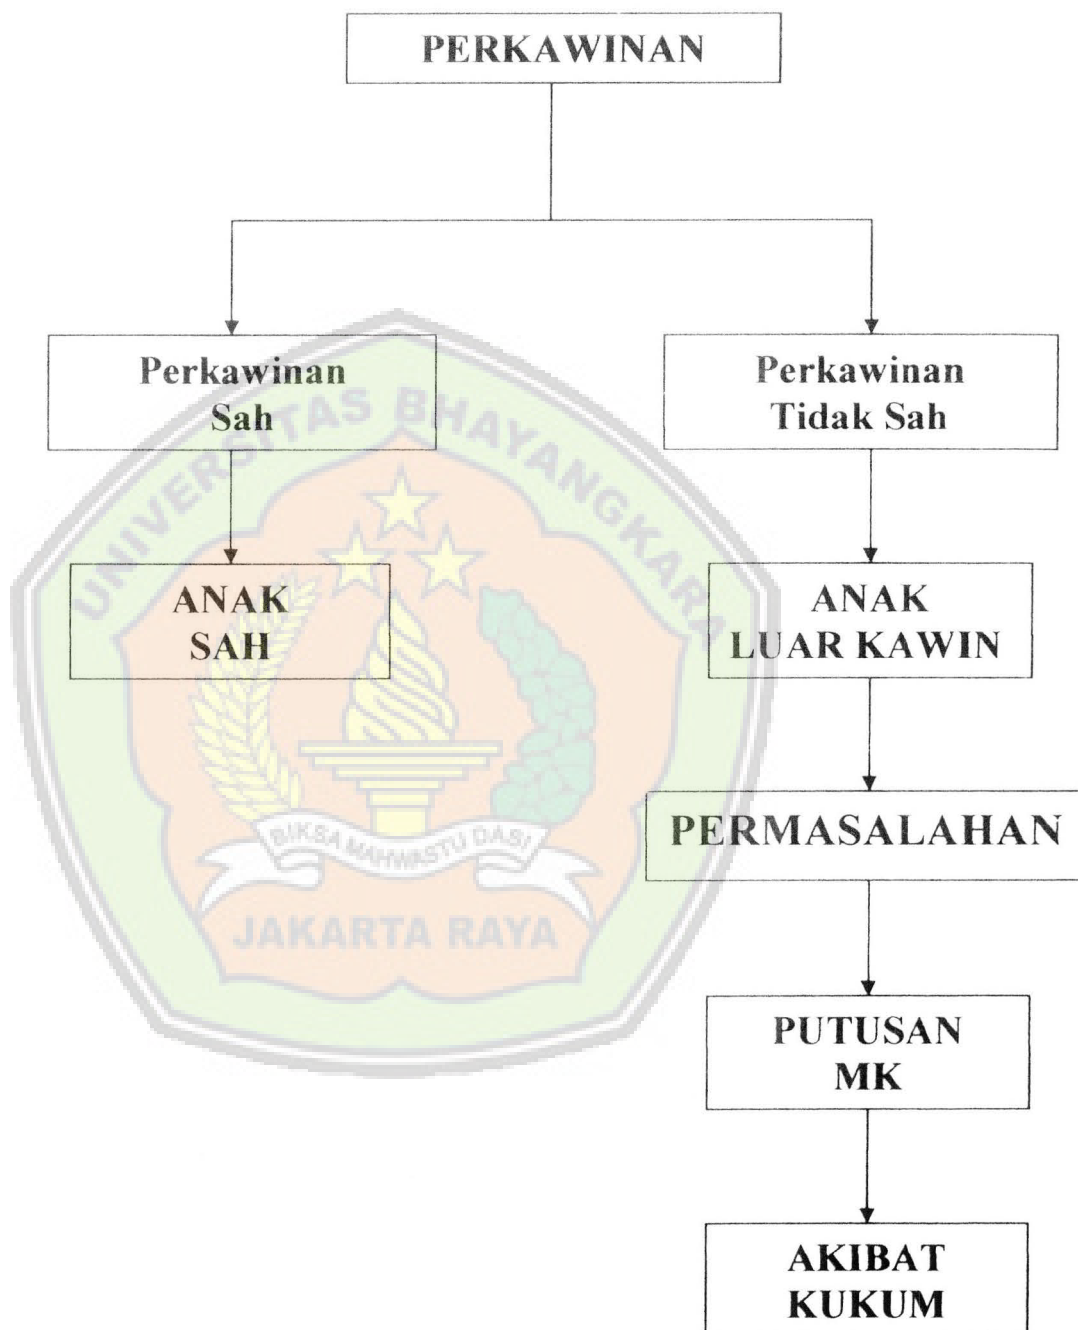 PERKAWINAN
Perkawinan
Sah
Perkawinan
Tidak Sah
UNIVERSITAS BHAYANGKARA
ANAK
SAH
ANAK
LUAR KAWIN
PERMASALAHAN
BIKSA MAHWASTU DASI
JAKARTA RAYA
PUTUSAN
MK
AKIBAT
KUKUM